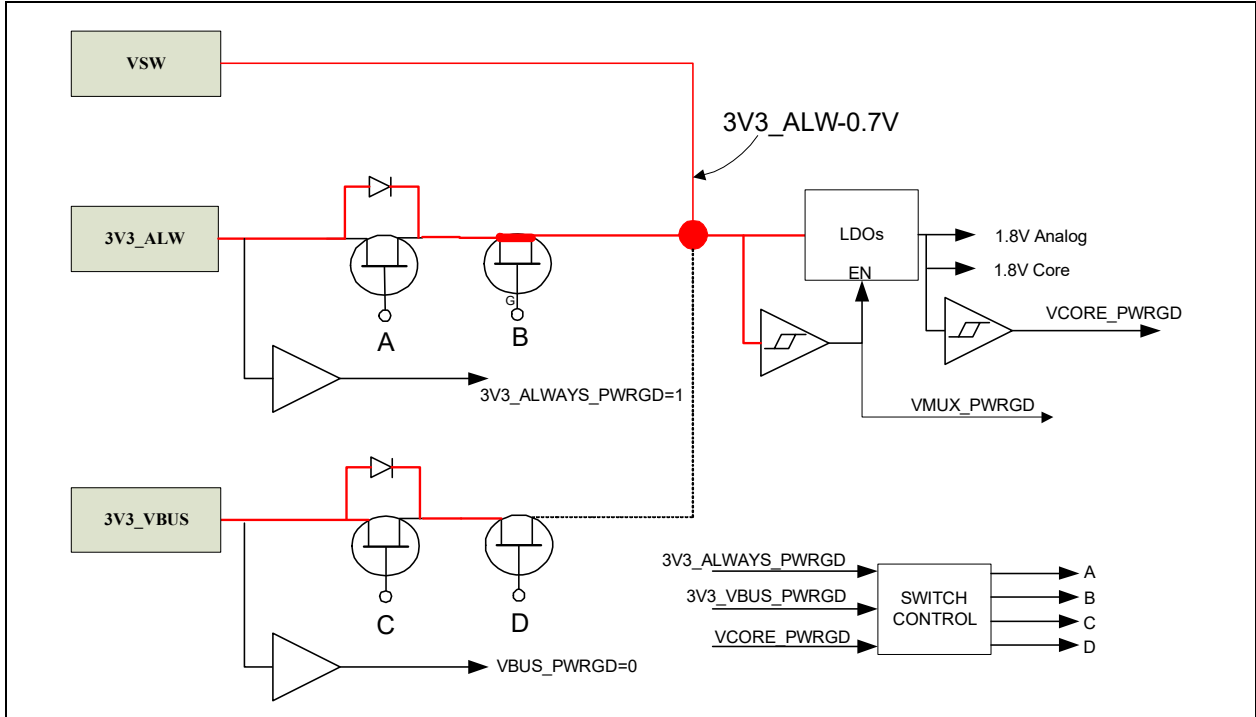 VSW
3V3_ALW-0.7V
3V3_ALW
LDOs
EN
1.8V Analog
1.8V Core
G
A
B
VCORE_PWRGD
3V3_ALWAYS_PWRGD=1
VMUX_PWRGD
3V3_VBUS
C
D
VBUS_PWRGD=0
3V3_ALWAYS_PWRGD
3V3_VBUS_PWRGD
VCORE_PWRGD
SWITCH
CONTROL
A
B
C
D